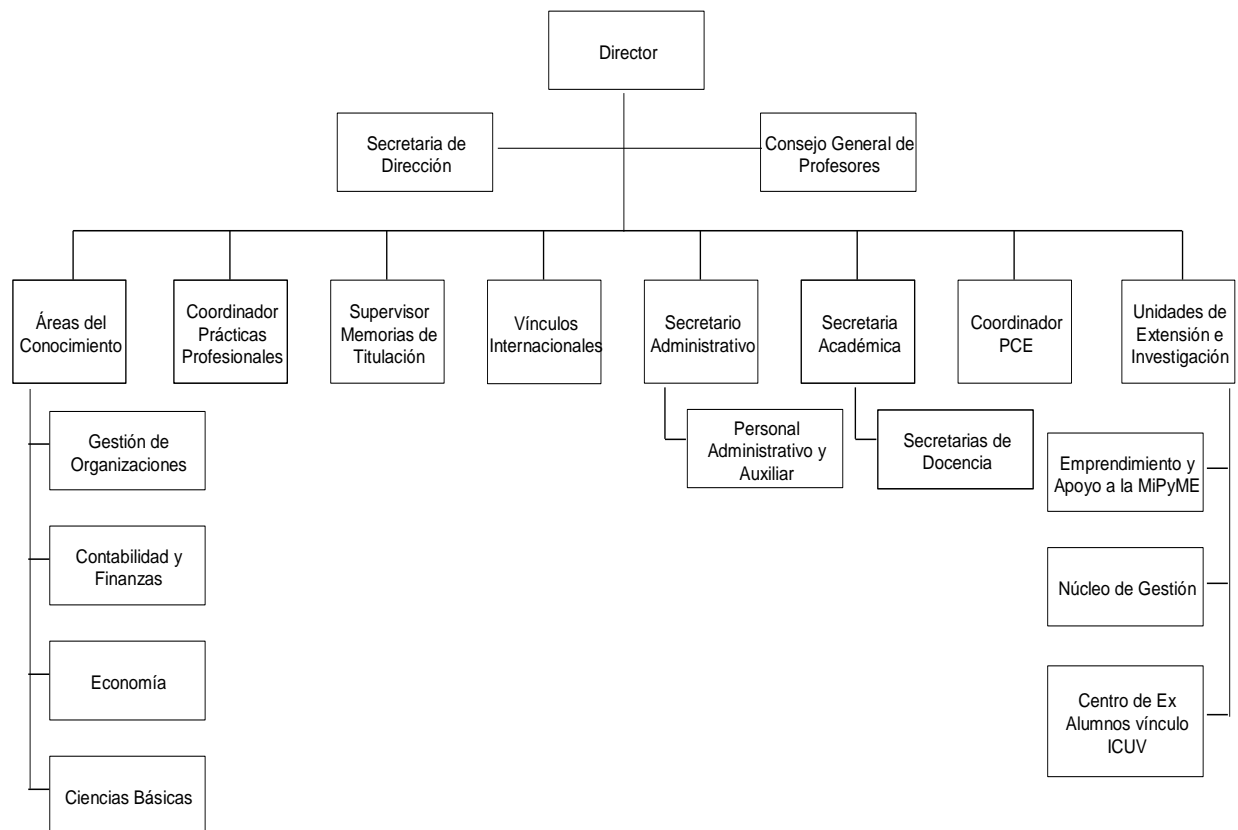 Director
Secretaria de
Dirección
Consejo General de
Profesores
Áreas del
Conocimiento
Coordinador
Prácticas
Profesionales
Supervisor
Memorias de
Titulación
Vínculos
Internacionales
Secretario
Administrativo
Secretaria
Académica
Coordinador
PCE
Unidades de
Extensión e
Investigación
Gestión de
Organizaciones
Contabilidad y
Finanzas
Economía
Ciencias Básicas
Personal
Administrativo y
Auxiliar
Secretarias de
Docencia
Emprendimiento y
Apoyo a la MiPyME
Núcleo de Gestión
Centro de Ex
Alumnos vínculo
ICUV